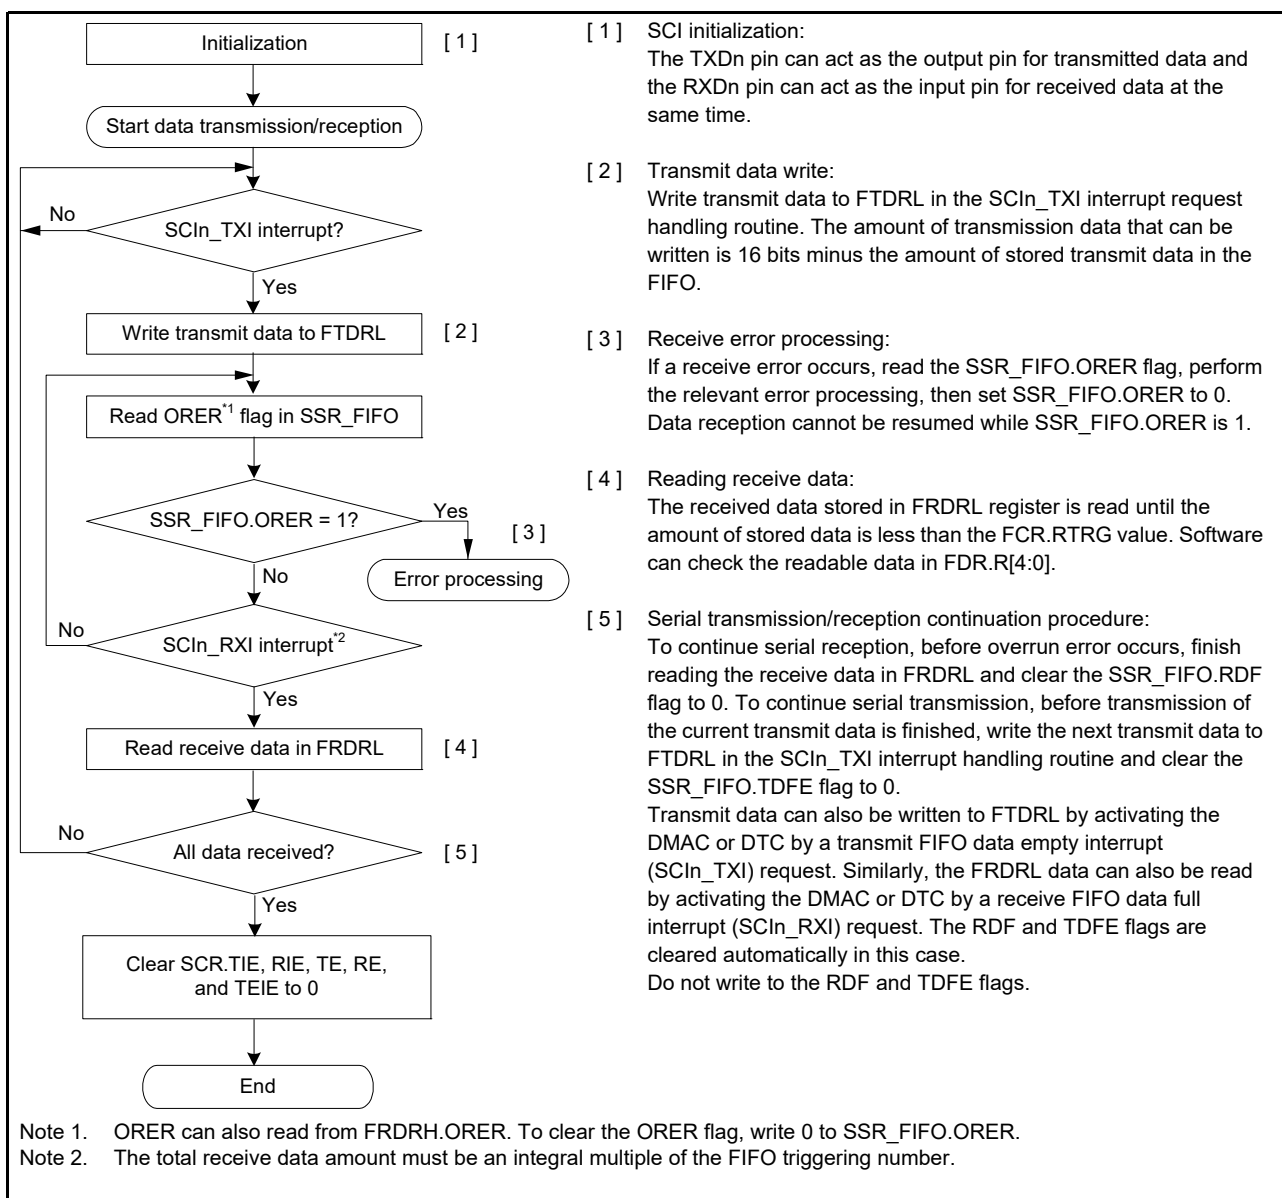 Initialization
[ 1 ]
Start data transmission/reception
No
SCIn_TXI interrupt?
Yes
Write transmit data to FTDRL
[ 2 ]
Read ORER*1 flag in SSR_FIFO
SSR_FIFO.ORER = 1?
Yes
[ 3 ]
Error processing
No
No
SCIn_RXI interrupt*2
Yes
Read receive data in FRDRL
[ 4 ]
No
All data received?
[ 5 ]
Yes
Clear SCR.TIE, RIE, TE, RE,
and TEIE to 0
End
[ 1 ] SCI initialization:
The TXDn pin can act as the output pin for transmitted data and
the RXDn pin can act as the input pin for received data at the
same time.
[ 2 ] Transmit data write:
Write transmit data to FTDRL in the SCIn_TXI interrupt request
handling routine. The amount of transmission data that can be
written is 16 bits minus the amount of stored transmit data in the
FIFO.
[ 3 ] Receive error processing:
If a receive error occurs, read the SSR_FIFO.ORER flag, perform
the relevant error processing, then set SSR_FIFO.ORER to 0.
Data reception cannot be resumed while SSR_FIFO.ORER is 1.
[ 4 ] Reading receive data:
The received data stored in FRDRL register is read until the
amount of stored data is less than the FCR.RTRG value. Software
can check the readable data in FDR.R[4:0].
[ 5 ] Serial transmission/reception continuation procedure:
To continue serial reception, before overrun error occurs, finish
reading the receive data in FRDRL and clear the SSR_FIFO.RDF
flag to 0. To continue serial transmission, before transmission of
the current transmit data is finished, write the next transmit data to
FTDRL in the SCIn_TXI interrupt handling routine and clear the
SSR_FIFO.TDFE flag to 0.
Transmit data can also be written to FTDRL by activating the
DMAC or DTC by a transmit FIFO data empty interrupt
(SCIn_TXI) request. Similarly, the FRDRL data can also be read
by activating the DMAC or DTC by a receive FIFO data full
interrupt (SCIn_RXI) request. The RDF and TDFE flags are
cleared automatically in this case.
Do not write to the RDF and TDFE flags.
Note 1. ORER can also read from FRDRH.ORER. To clear the ORER flag, write 0 to SSR_FIFO.ORER.
Note 2. The total receive data amount must be an integral multiple of the FIFO triggering number.